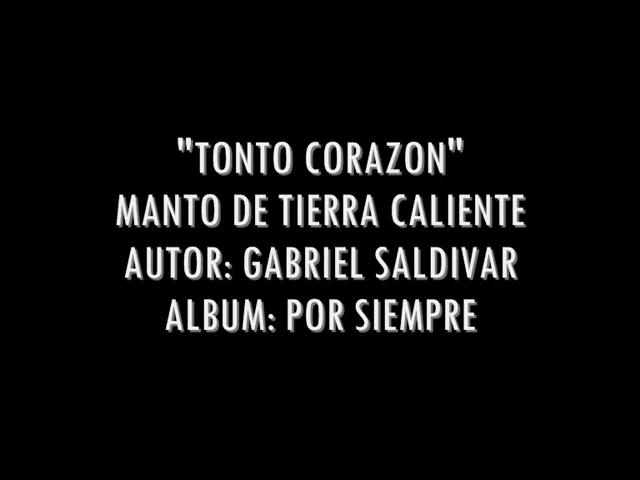 "TONTO CORAZON"
MANTO DE TIERRA CALIENTE
AUTOR: GABRIEL SALDIVAR
ALBUM: POR SIEMPRE